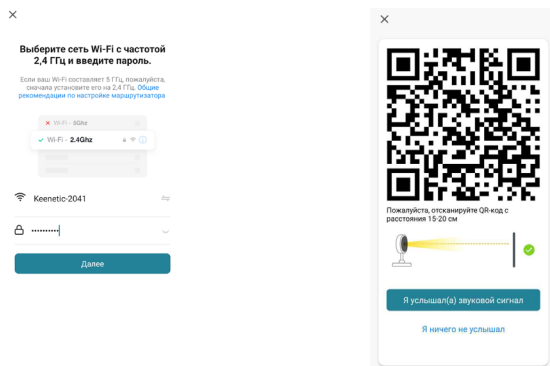 Выберите сеть Wi-Fi с частотой
2,4 ГГц и введите пароль.
Если ваш Wi-Fi составляет 5 ГГц, пожалуйста,
сначала установите его на 2,4 ГГц. Общие
рекомендации по настройке маршрутизатора
Wi-Fi - 5Ghz
Wi-Fi - 2.4Ghz
Keenetic-2041
••••••••••
Далее
Пожалуйста, отсканируйте QR-код с
расстояния 15-20 см
Я услышал(а) звуковой сигнал
Я ничего не услышал